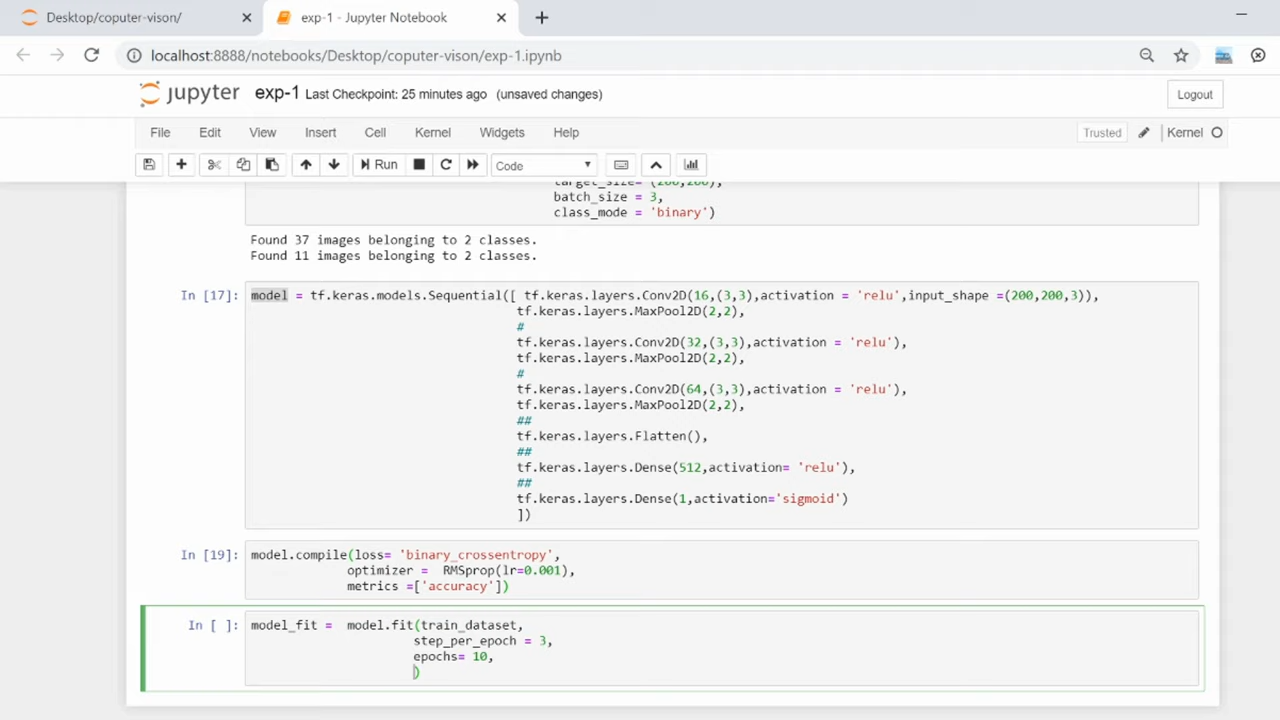 Desktop/coputer-vison/
exp-1 - Jupyter Notebook
localhost:8888/notebooks/Desktop/coputer-vison/exp-1.ipynb
jupyter exp-1 Last Checkpoint: 25 minutes ago (unsaved changes)
Logout
File Edit View Insert Cell Kernel Widgets Help
Trusted Kernel
Run Code
target_size= (200,200),
batch_size = 3,
class_mode = 'binary')
Found 37 images belonging to 2 classes.
Found 11 images belonging to 2 classes.
In [17]: model = tf.keras.models.Sequential([ tf.keras.layers.Conv2D(16,(3,3),activation = 'relu',input_shape =(200,200,3)),
tf.keras.layers.MaxPool2D(2,2),
#
tf.keras.layers.Conv2D(32,(3,3),activation = 'relu'),
tf.keras.layers.MaxPool2D(2,2),
#
tf.keras.layers.Conv2D(64,(3,3),activation = 'relu'),
tf.keras.layers.MaxPool2D(2,2),
##
tf.keras.layers.Flatten(),
##
tf.keras.layers.Dense(512,activation= 'relu'),
##
tf.keras.layers.Dense(1,activation='sigmoid')
])
In [19]: model.compile(loss= 'binary_crossentropy',
optimizer = RMSprop(lr=0.001),
metrics =['accuracy'])
In [ ]: model_fit = model.fit(train_dataset,
step_per_epoch = 3,
epochs= 10,
)